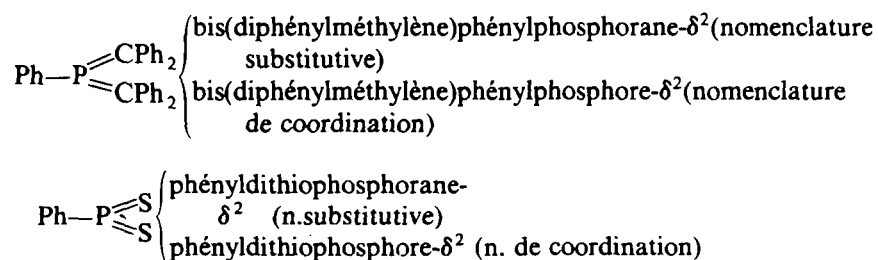 bis(diphénylméthylène)phénylphosphorane-δ²(nomenclature
substitutive)
Ph—P
CPh₂
CPh₂
bis(diphénylméthylène)phénylphosphore-δ²(nomenclature
de coordination)
phényldithiophosphorane-
δ² (n.substitutive)
Ph—P
S
S
phényldithiophosphore-δ² (n. de coordination)